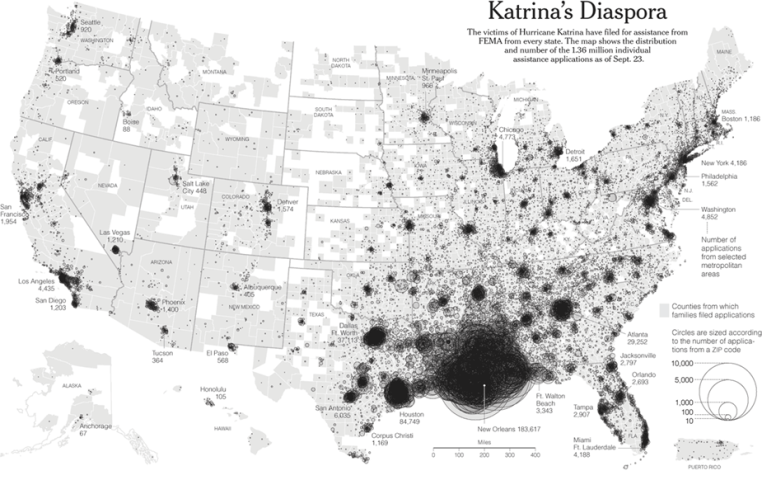 Katrina's Diaspora
The victims of Hurricane Katrina have filed for assistance from
FEMA from every state. The map shows the distribution
and number of the 1.36 million individual
assistance applications as of Sept. 23.
Seattle
920
WASHINGTON
Portland
520
OREGON
MONTANA
IDAHO
Boise
88
WYOMING
NORTH
DAKOTA
SOUTH
DAKOTA
MINNESOTA
Minneapolis
St. Paul
966
WISCONSIN
MICHIGAN
MAINE
MASS.
Boston 1,186
New York 4,186
Philadelphia
1,562
N.J.
DEL.
Washington
4,852
Number of
applications
from selected
metropolitan
areas
Chicago
4,773
Detroit
1,651
IOWA
NEBRASKA
KANSAS
CALIF.
NEVADA
Salt Lake
City 448
UTAH
COLORADO
Denver
1,574
San
Francisco
1,954
Las Vegas
1,210
ARIZONA
Los Angeles
4,435
San Diego
1,203
Phoenix
1,400
Albuquerque
NEW MEXICO
Tucson
364
El Paso
568
TEXAS
Dallas
Ft. Worth
San Antonio
6,035
Houston
84,749
Corpus Christi
1,169
New Orleans 183,617
Ft. Walton
Beach
3,343
Atlanta
29,252
Jacksonville
2,797
Orlando
2,693
Tampa
2,907
FLA.
Miami
Ft. Lauderdale
4,188
ALASKA
Anchorage
67
Honolulu
105
HAWAII
Miles
0 100 200 300 400
Counties from which
families filed applications
Circles are sized according
to the number of applica-
tions from a ZIP code
10,000
5,000
1,000
100
10
PUERTO RICO